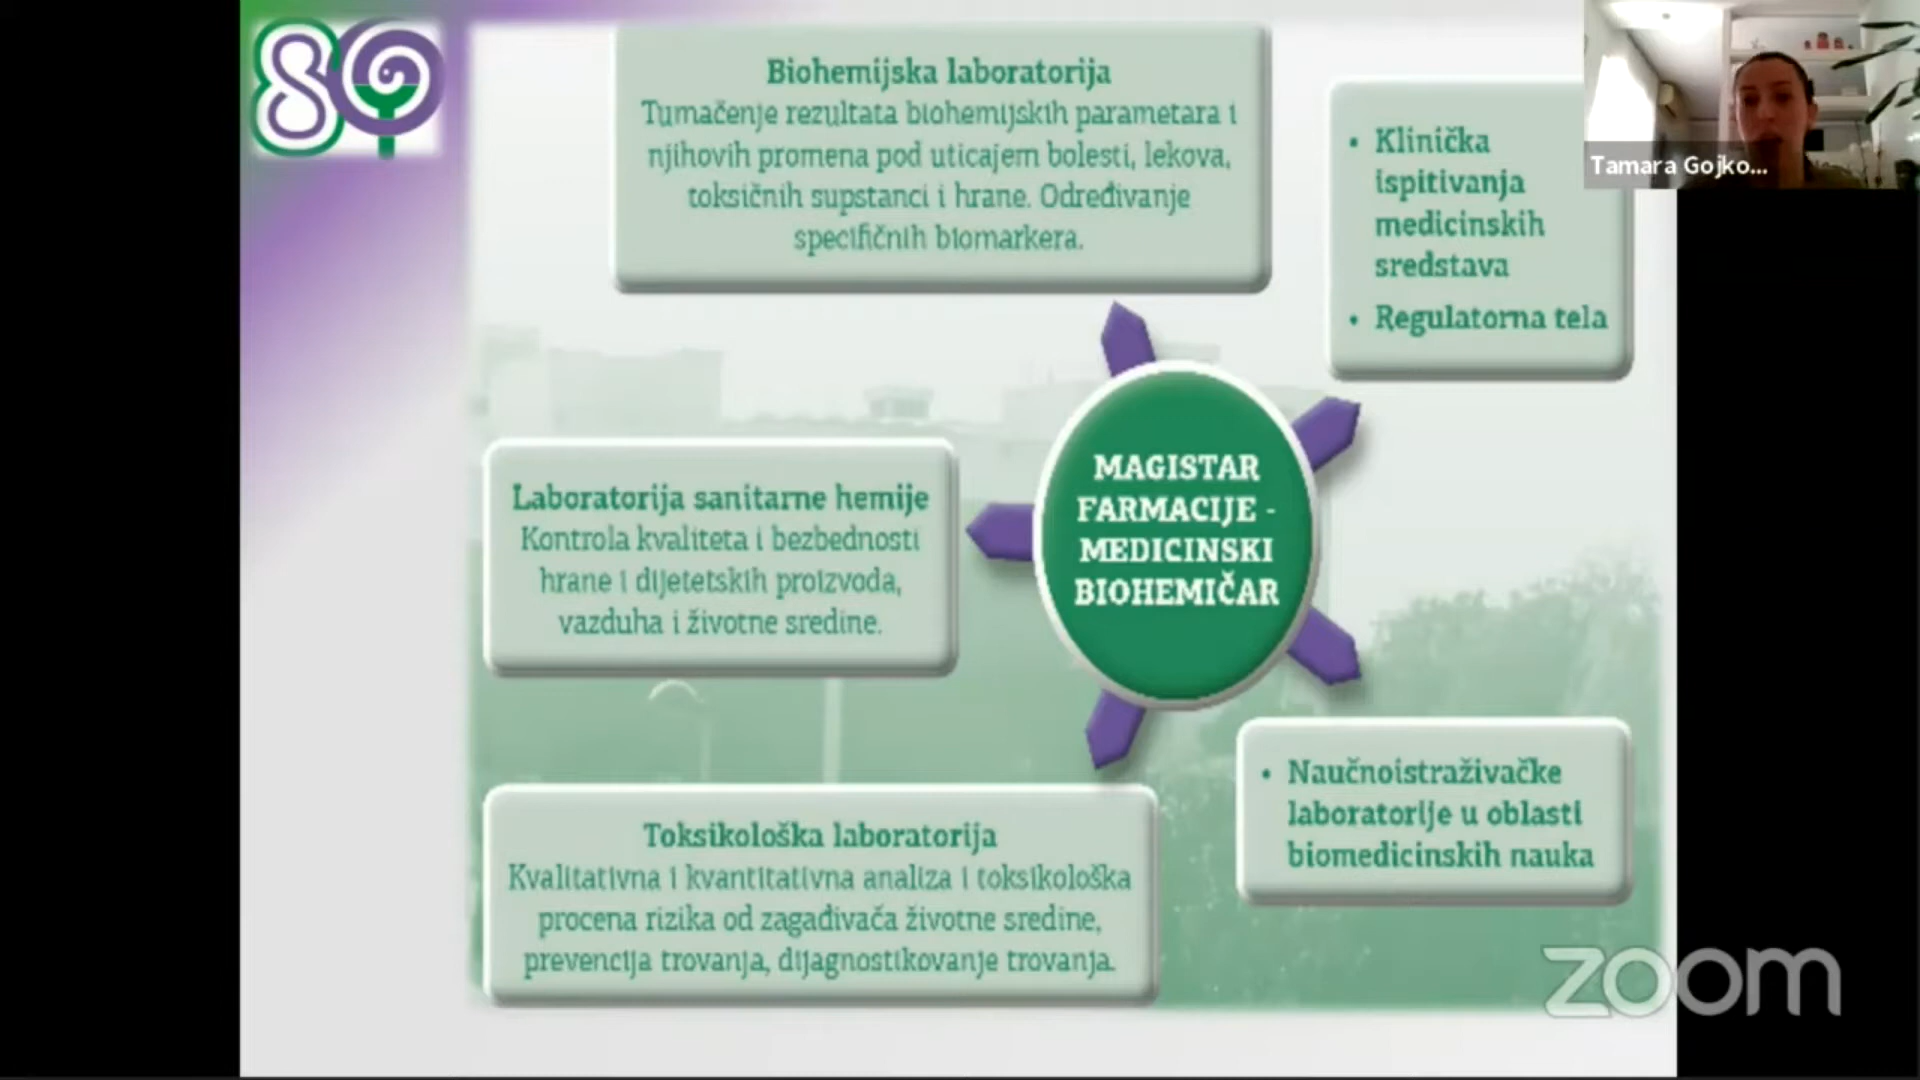 80
Biohemijska laboratorija
Tumačenje rezultata biohemijskih parametara i
njihovih promena pod uticajem bolesti, lekova,
toksičnih supstanci i hrane. Određivanje
specifičnih biomarkera.
• Klinička
ispitivanja
medicinskih
sredstava
• Regulatorna tela
Tamara Gojko...
Laboratorija sanitarne hemije
Kontrola kvaliteta i bezbednosti
hrane i dijetetskih proizvoda,
vazduha i životne sredine.
MAGISTAR
FARMACIJE -
MEDICINSKI
BIOHEMIČAR
Toksikološka laboratorija
Kvalitativna i kvantitativna analiza i toksikološka
procena rizika od zagađivača životne sredine,
prevencija trovanja, dijagnostikovanje trovanja.
• Naučnoistraživačke
laboratorije u oblasti
biomedicinskih nauka
zoom